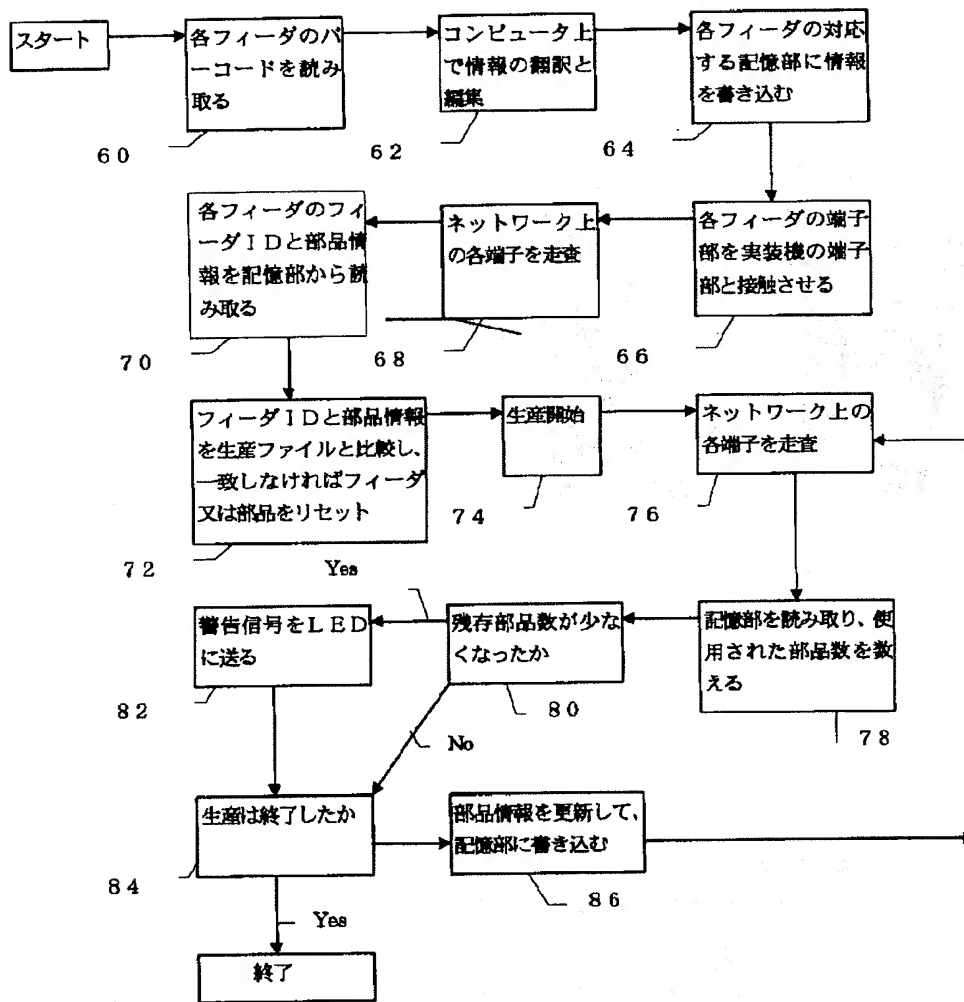 スタート
各フィーダのバ
ーコードを読み
取る
60
コンピュータ上
で情報の翻訳と
編集
62
各フィーダの対応
する記憶部に情報
を書き込む
64
各フィーダの端子
部を実装機の端子
部と接触させる
66
ネットワーク上
の各端子を走査
68
各フィーダのフィ
ーダIDと部品情
報を記憶部から読
み取る
70
フィーダIDと部品情報
を生産ファイルと比較し、
一致しなければフィーダ
又は部品をリセット
72
生産開始
74
ネットワーク上の
各端子を走査
76
記憶部を読み取り、使
用された部品数を数
える
78
残存部品数が少な
くなったか
80
Yes
No
警告信号をLED
に送る
82
生産は終了したか
84
部品情報を更新して、
記憶部に書き込む
86
Yes
終了